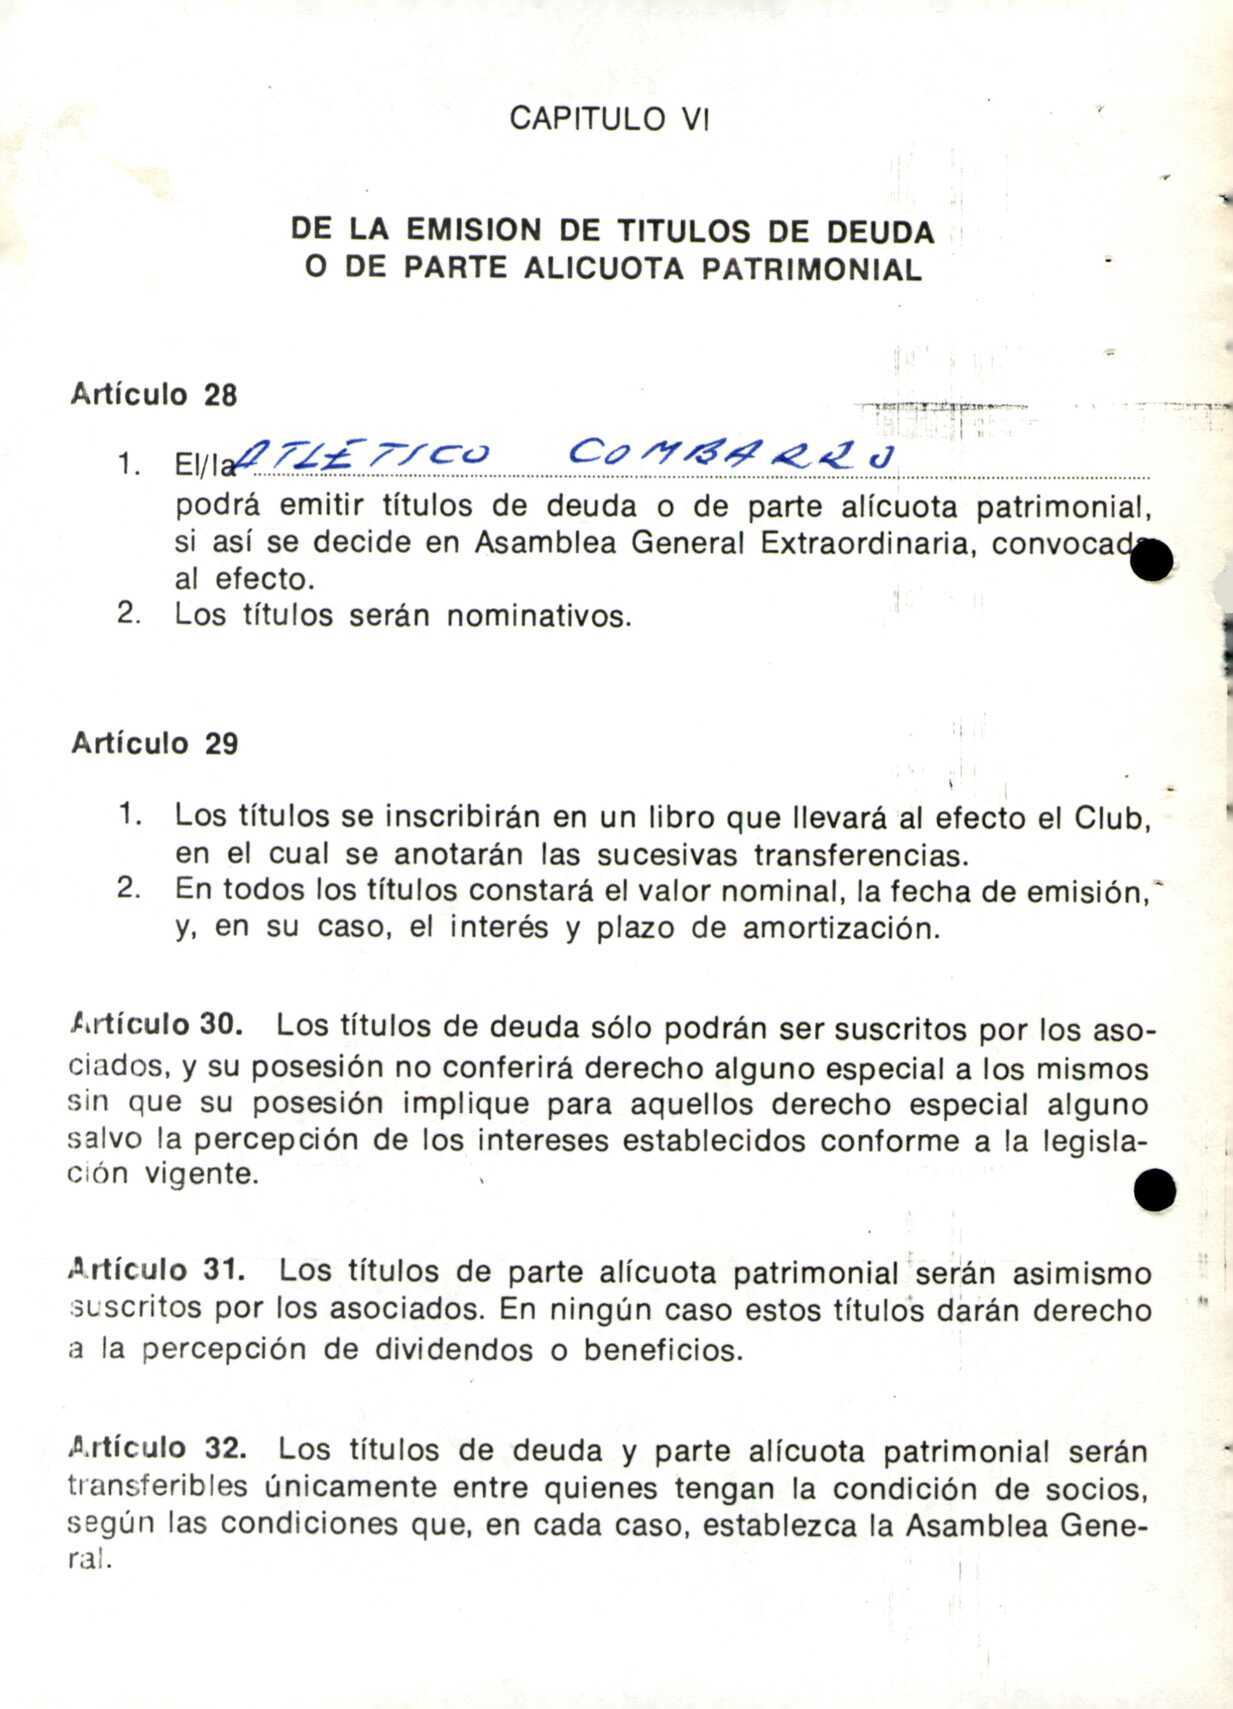 CAPITULO VI
DE LA EMISION DE TITULOS DE DEUDA
O DE PARTE ALICUOTA PATRIMONIAL
Artículo 28
1. El/la ATLÉTICO COMBARRO
podrá emitir títulos de deuda o de parte alícuota patrimonial,
si así se decide en Asamblea General Extraordinaria, convocada
al efecto.
2. Los títulos serán nominativos.
Artículo 29
1. Los títulos se inscribirán en un libro que llevará al efecto el Club,
en el cual se anotarán las sucesivas transferencias.
2. En todos los títulos constará el valor nominal, la fecha de emisión,
y, en su caso, el interés y plazo de amortización.
Artículo 30. Los títulos de deuda sólo podrán ser suscritos por los aso-
ciados, y su posesión no conferirá derecho alguno especial a los mismos
sin que su posesión implique para aquellos derecho especial alguno
salvo la percepción de los intereses establecidos conforme a la legisla-
ción vigente.
Artículo 31. Los títulos de parte alícuota patrimonial serán asimismo
suscritos por los asociados. En ningún caso estos títulos darán derecho
a la percepción de dividendos o beneficios.
Artículo 32. Los títulos de deuda y parte alícuota patrimonial serán
transferibles únicamente entre quienes tengan la condición de socios,
según las condiciones que, en cada caso, establezca la Asamblea Gene-
ral.